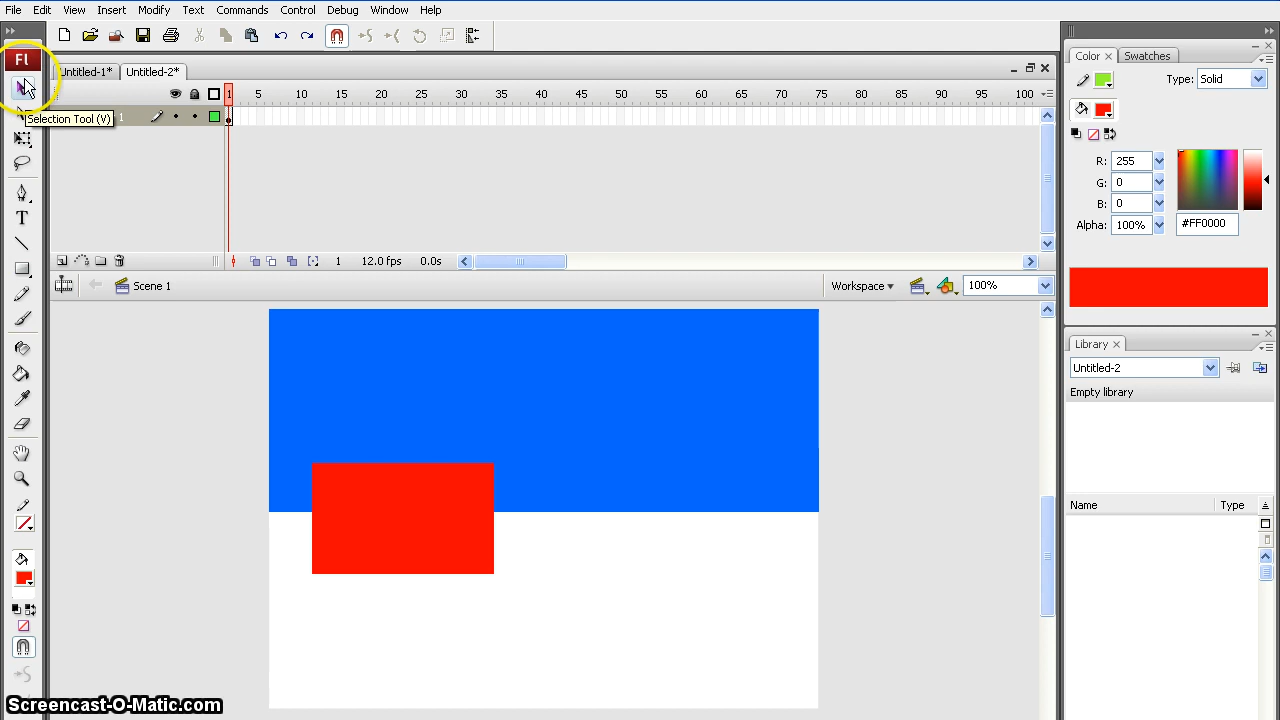 File Edit View Insert Modify Text Commands Control Debug Window Help
Fl
Untitled-1* Untitled-2*
1 5 10 15 20 25 30 35 40 45 50 55 60 65 70 75 80 85 90 95 100
Selection Tool (V) 1
T
1 12.0 fps 0.0s
Scene 1 Workspace 100%
Color Swatches
Type: Solid
R: 255
G: 0
B: 0
Alpha: 100% #FF0000
Library
Untitled-2
Empty library
Name Type
Screencast-O-Matic.com